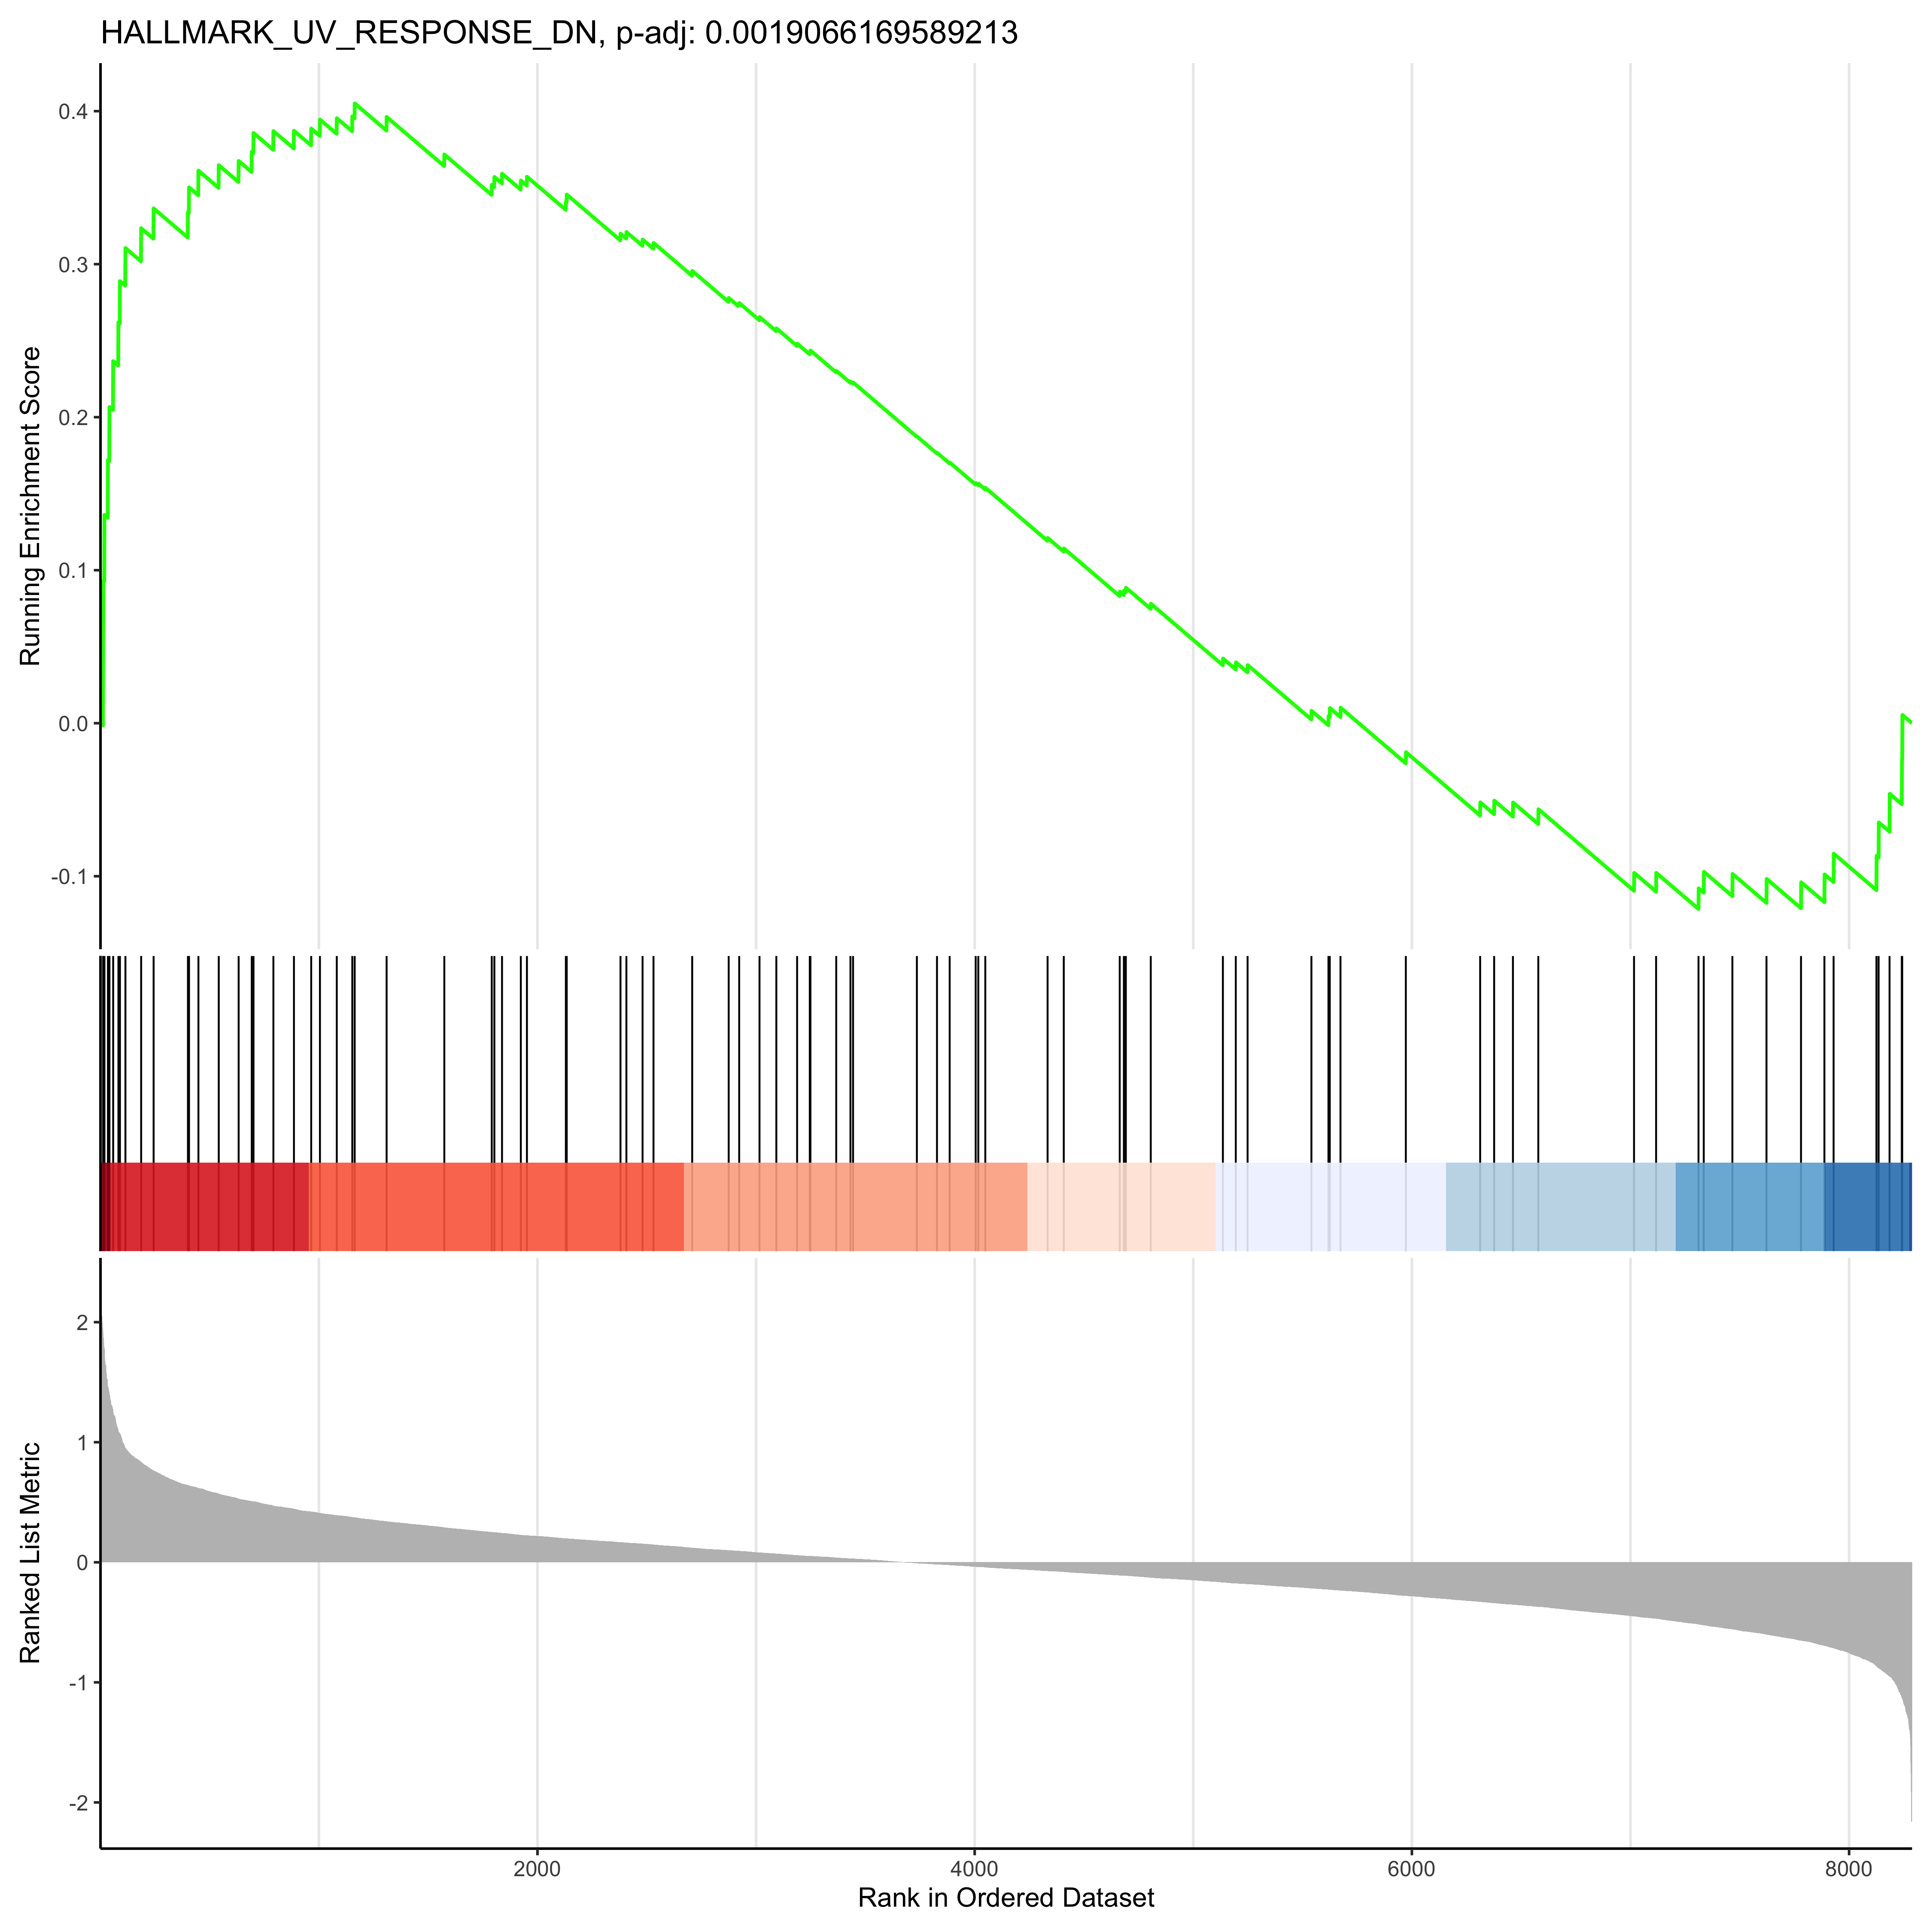 HALLMARK_UV_RESPONSE_DN, p-adj: 0.0019066169589213
0.4
0.3
0.2
0.1
0.0
-0.1
Running Enrichment Score
2
1
0
-1
-2
Ranked List Metric
2000 4000 6000 8000
Rank in Ordered Dataset